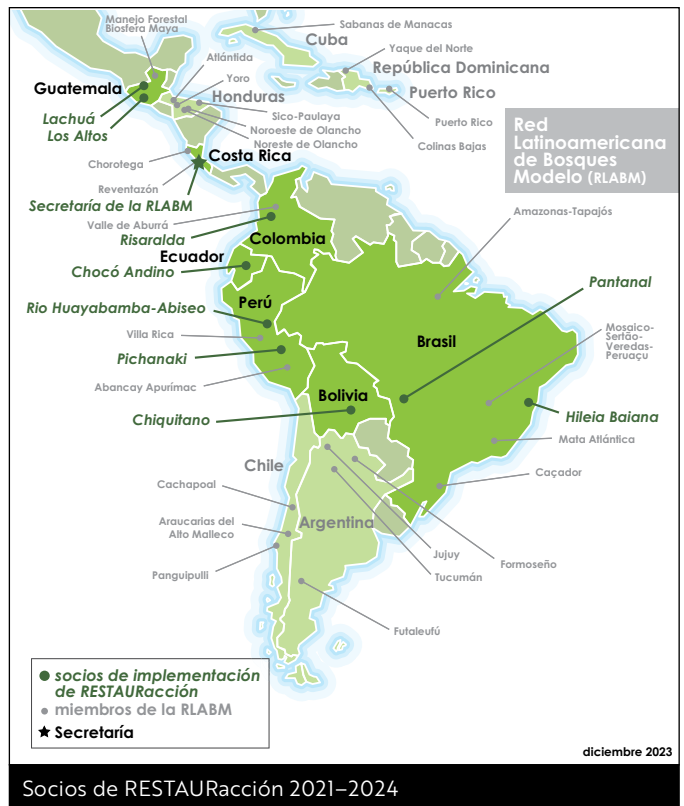 Manejo Forestal
Biosfera Maya
Sabanas de Manacas
Cuba
Yaque del Norte
República Dominicana
Puerto Rico
Puerto Rico
Colinas Bajas
Atlántida
Yoro
Guatemala
Honduras
Lachuá
Los Altos
Sico-Paulaya
Noroeste de Olancho
Noreste de Olancho
Red
Latinoamericana
de Bosques
Modelo (RLABM)
Chorotega
Costa Rica
Reventazón
Secretaría de la RLABM
Valle de Aburrá
Risaralda
Colombia
Amazonas-Tapajós
Ecuador
Chocó Andino
Pantanal
Rio Huayabamba-Abiseo
Perú
Villa Rica
Brasil
Mosaico-
Sertão-
Veredas-
Peruaçu
Pichanaki
Abancay Apurímac
Bolivia
Chiquitano
Hileia Baiana
Mata Atlántica
Chile
Caçador
Cachapoal
Argentina
Araucarias del
Alto Malleco
Jujuy
Formoseño
Panguipulli
Tucumán
Futaleufú
socios de implementación
de RESTAURacción
miembros de la RLABM
Secretaría
diciembre 2023
Socios de RESTAURacción 2021–2024